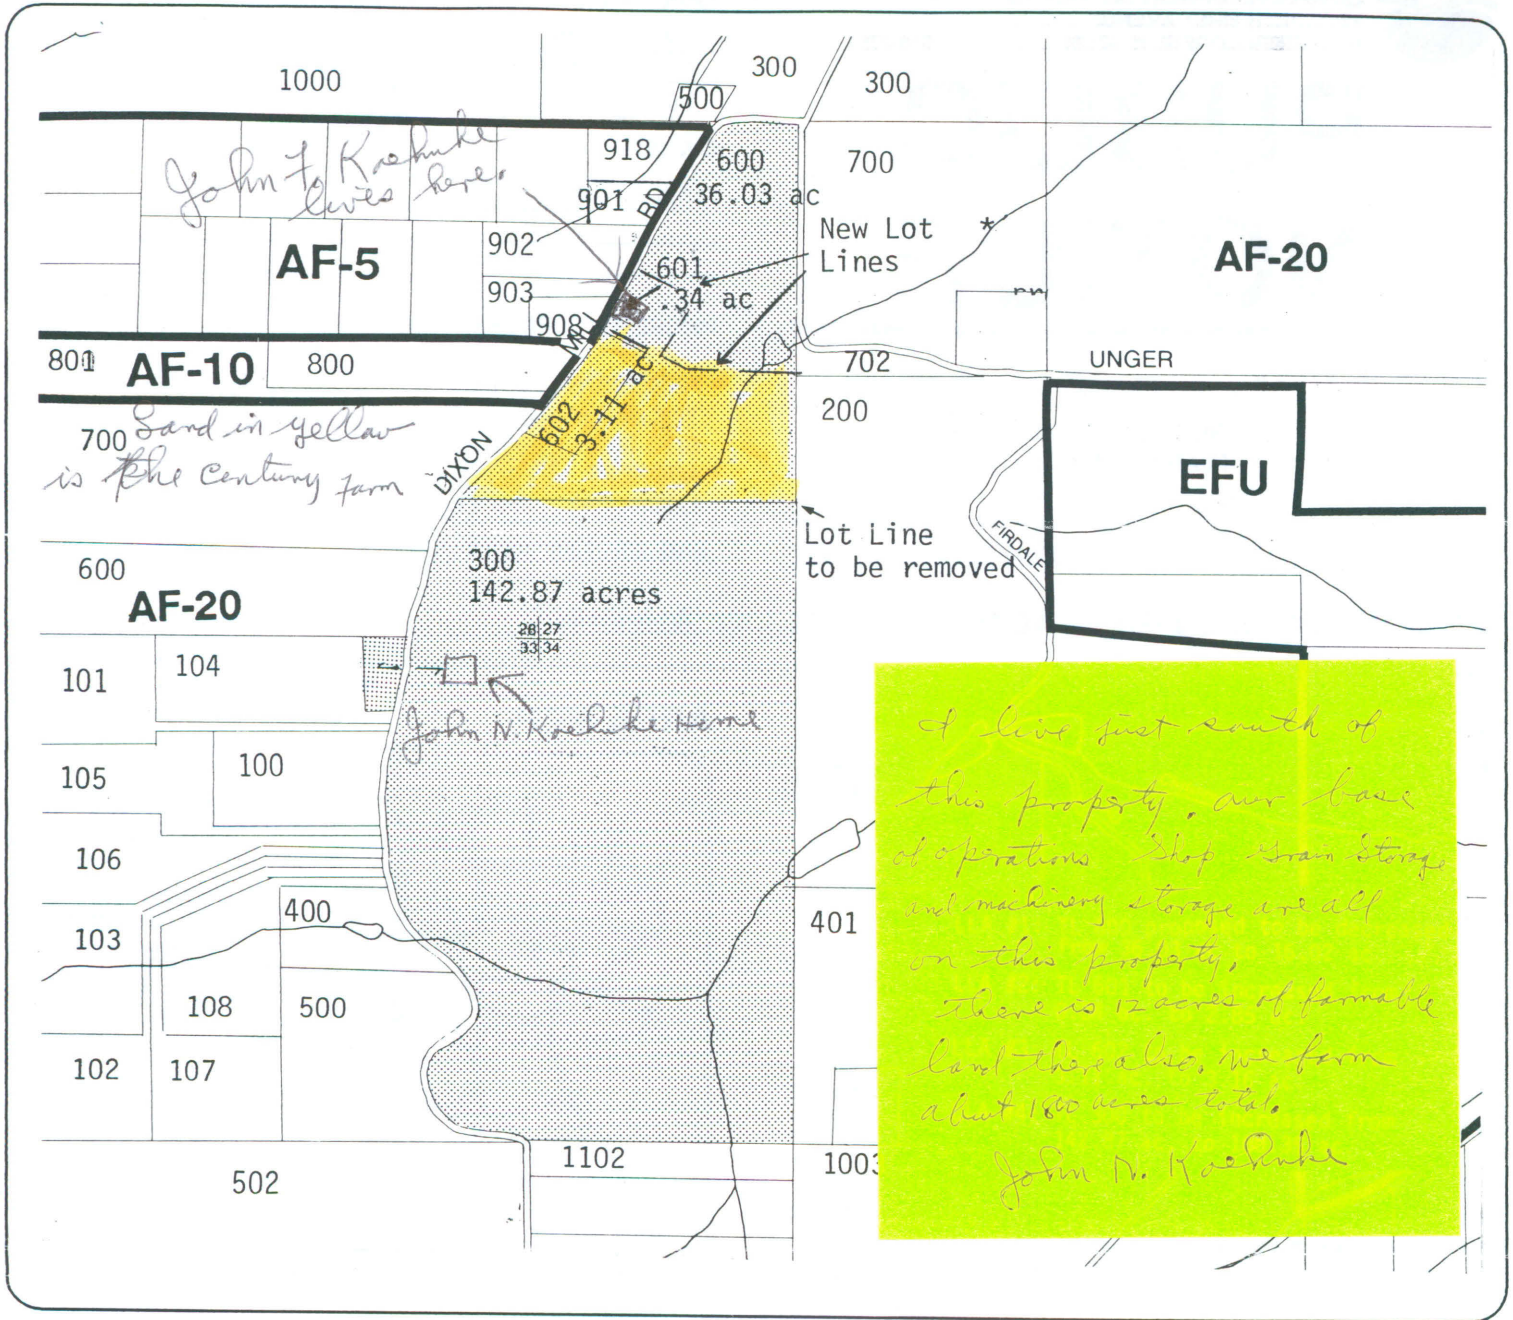 1000
500
300
300
John F. Koehnke
lives here.
918
901
RD
600
36.03 ac
700
New Lot
Lines
*
AF-5
902
903
908
601
.34 ac
AF-20
MILL
801
AF-10
800
702
UNGER
700
Land in yellow
is the century farm
DIXON
602
3.11 ac
200
EFU
FIRDALE
Lot Line
to be removed
600
AF-20
300
142.87 acres
28 27
33 34
101
104
John N. Koehnke Home
105
100
106
103
400
401
108
500
102
107
502
1102
1003
I live just south of
this property. our base
of operations Shop Grain Storage
and machinery storage are all
on this property.
there is 12 acres of farmable
land there also. we farm
about 1800 acres total.
John N. Koehnke